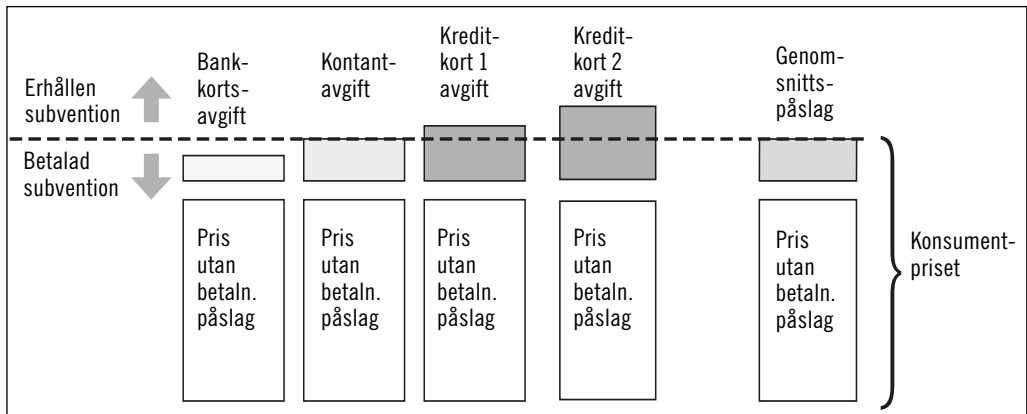 Erhållen
subvention
Betalad
subvention
Bank-
korts-
avgift
Kontant-
avgift
Kredit-
kort 1
avgift
Kredit-
kort 2
avgift
Genom-
snitts-
påslag
Pris
utan
betaln.
påslag
Pris
utan
betaln.
påslag
Pris
utan
betaln.
påslag
Pris
utan
betaln.
påslag
Pris
utan
betaln.
påslag
Konsument-
priset